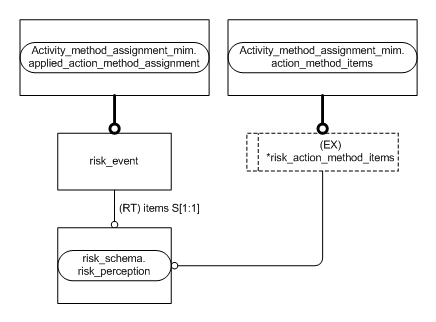 Activity_method_assignment_mim.
applied_action_method_assignment
Activity_method_assignment_mim.
action_method_items
risk_event
(EX)
*risk_action_method_items
(RT) items S[1:1]
risk_schema.
risk_perception